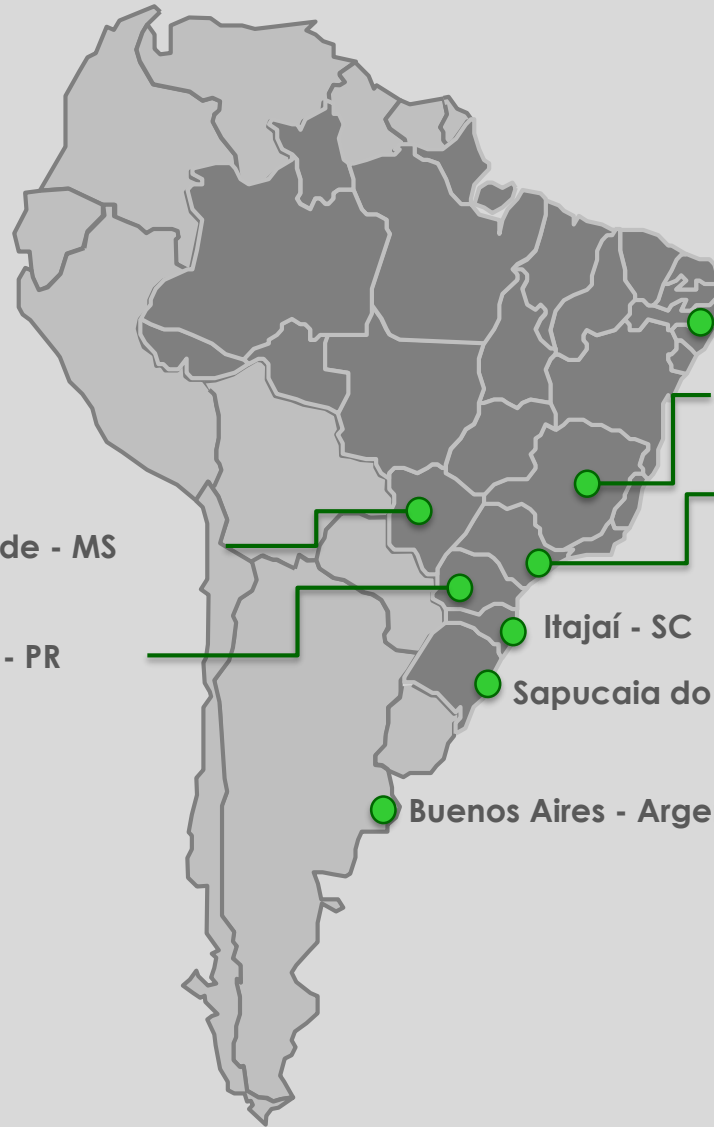 de - MS
Itajaí - SC
- PR
Sapucaia do
Buenos Aires - Arge